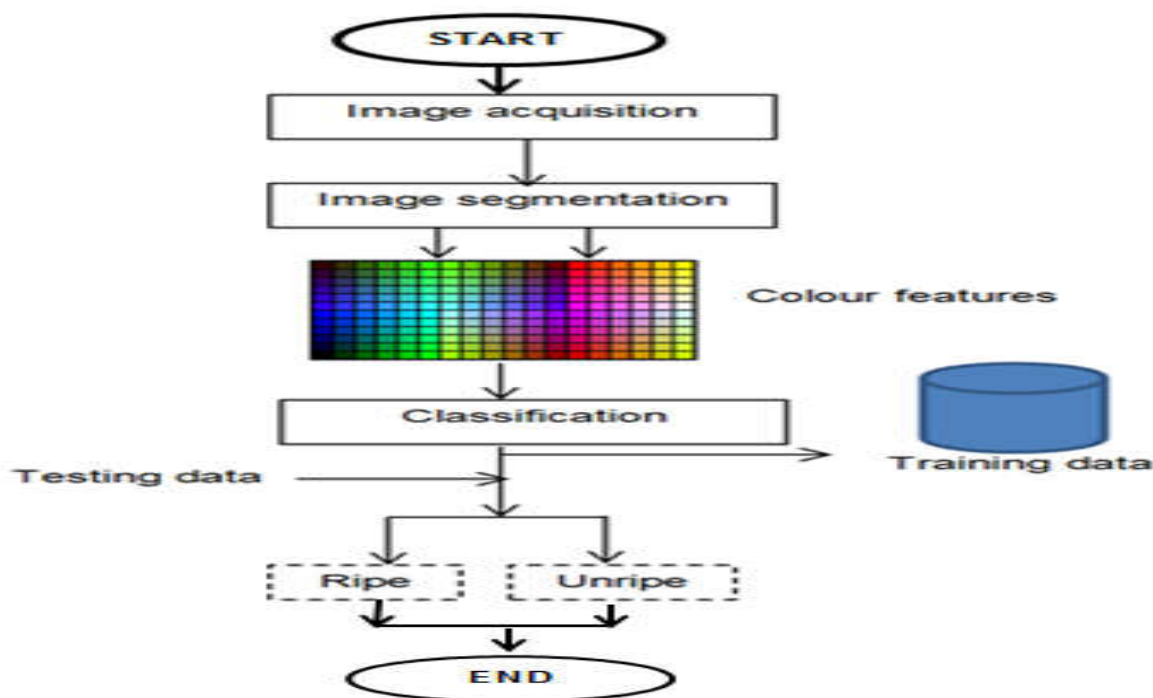 START
Image acquisition
Image segmentation
Colour features
Classification
Training data
Testing data
Ripe
Unripe
END